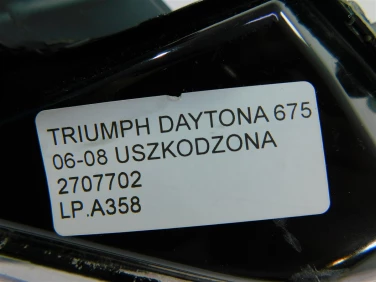 TRIUMPH DAYTONA 675
06-08 USZKODZONA
2707702
LP.A358